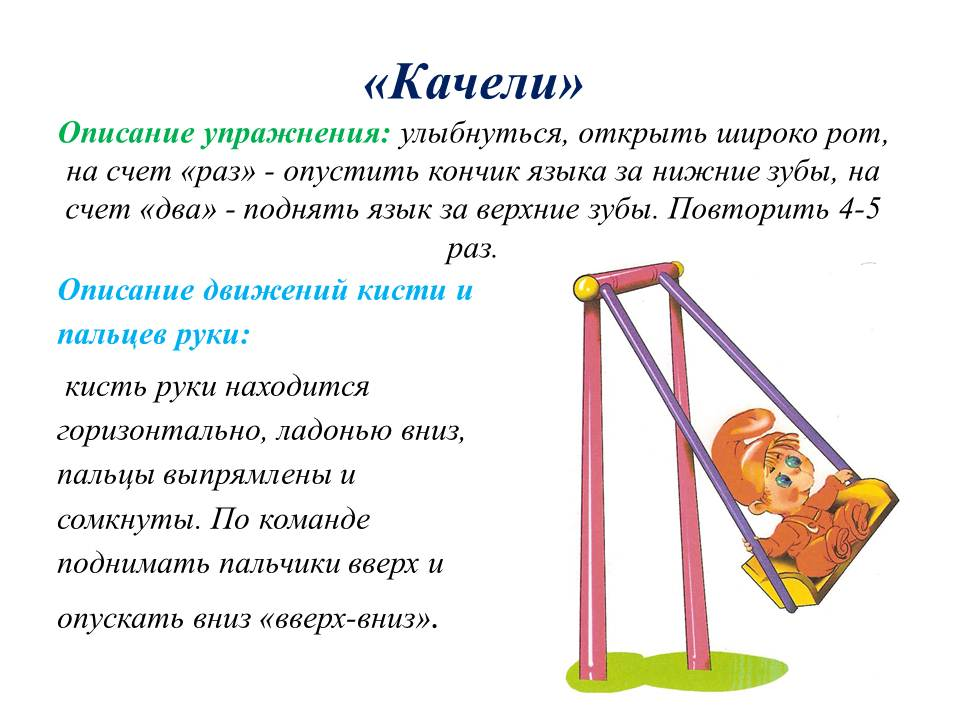 «Качели»
Описание упражнения: улыбнуться, открыть широко рот,
на счет «раз» - опустить кончик языка за нижние зубы, на
счет «два» - поднять язык за верхние зубы. Повторить 4-5
раз.
Описание движений кисти и
пальцев руки:
кисть руки находится
горизонтально, ладонью вниз,
пальцы выпрямлены и
сомкнуты. По команде
поднимать пальчики вверх и
опускать вниз «вверх-вниз».